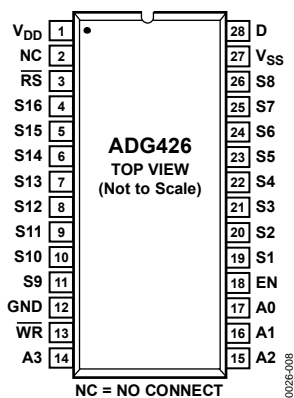 VDD 1
NC 2
R̅S̅ 3
S16 4
S15 5
S14 6
S13 7
S12 8
S11 9
S10 10
S9 11
GND 12
W̅R̅ 13
A3 14
ADG426
TOP VIEW
(Not to Scale)
28 D
27 VSS
26 S8
25 S7
24 S6
23 S5
22 S4
21 S3
20 S2
19 S1
18 EN
17 A0
16 A1
15 A2
NC = NO CONNECT
0026-008